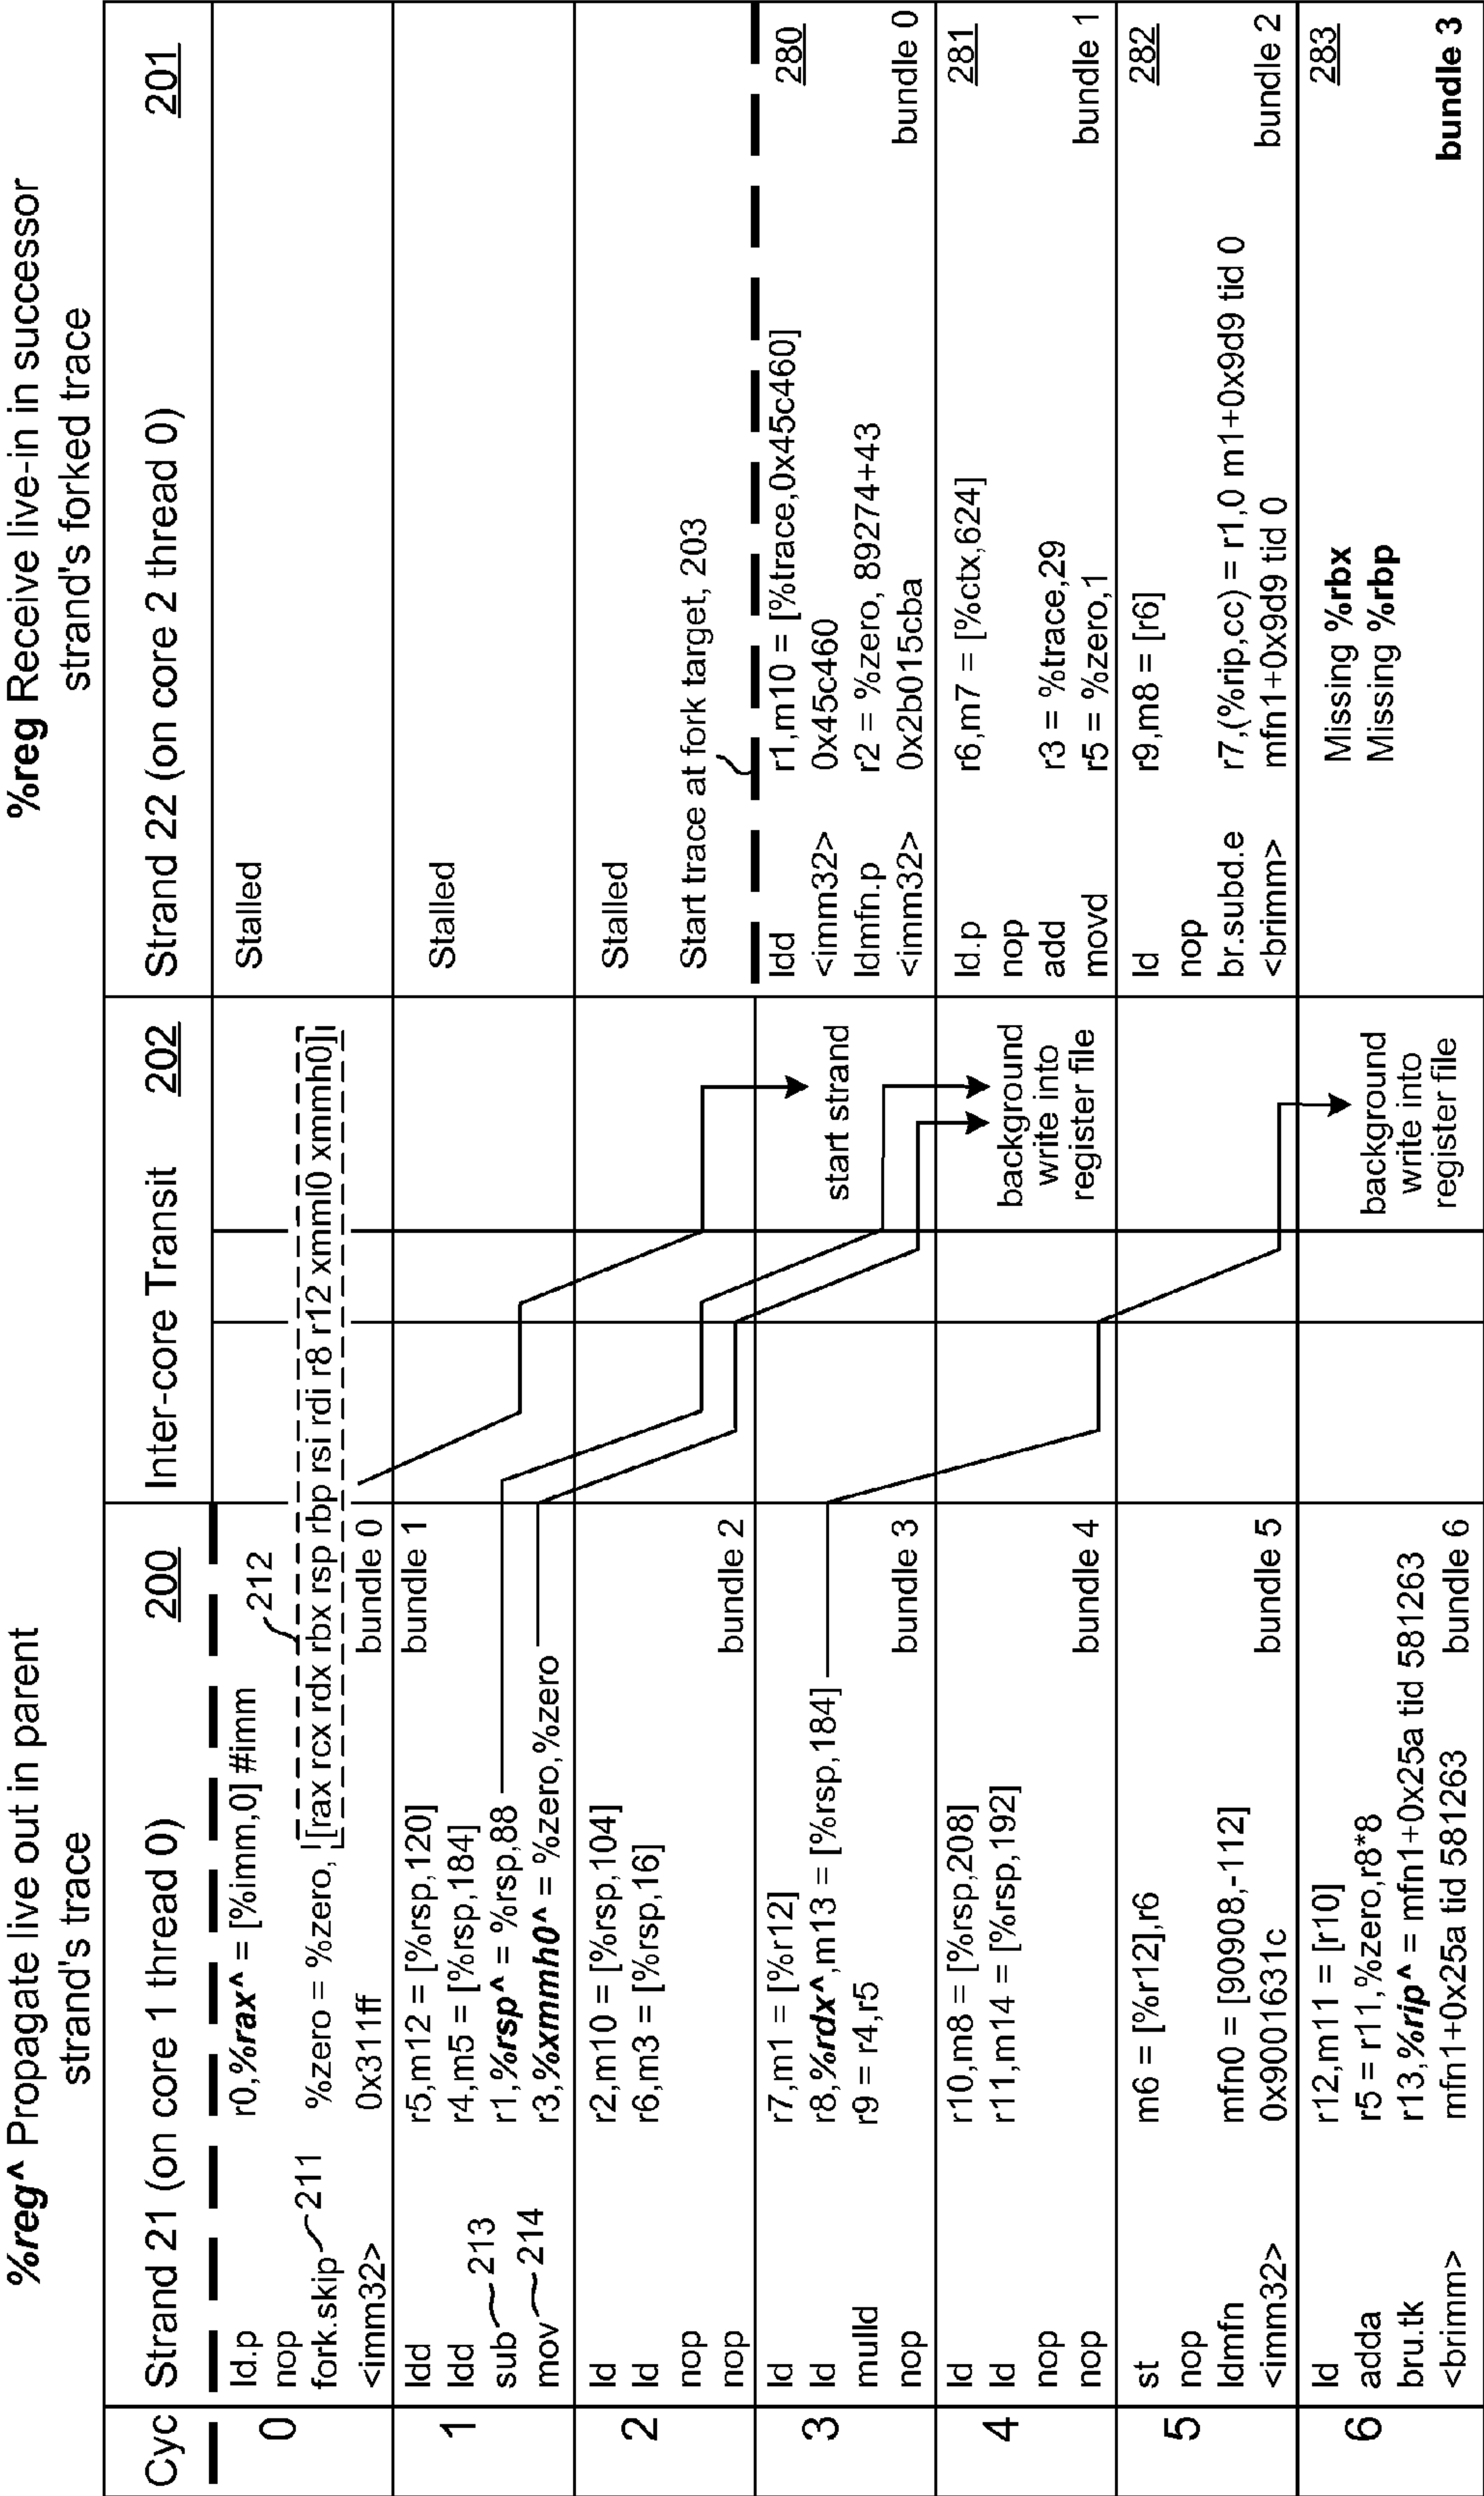 %reg^ Propagate live out in parent
strand's trace
%reg Receive live-in in successor
strand's forked trace
Cyc
Strand 21 (on core 1 thread 0) 200
Inter-core Transit 202
Strand 22 (on core 2 thread 0) 201
0
ld.p r0,%rax^ = [%imm,0] #imm
nop 212
fork.skip 211 %zero = %zero, [rax rcx rdx rbx rsp rbp rsi rdi r8 r12 xmml0 xmmh0]
<imm32> 0x311ff bundle 0
Stalled
1
ldd r5,m12 = [%rsp,120] bundle 1
ldd r4,m5 = [%rsp,184]
sub 213 r1,%rsp^ = %rsp,88
mov 214 r3,%xmmh0^ = %zero,%zero
Stalled
2
ld r2,m10 = [%rsp,104]
ld r6,m3 = [%rsp,16]
nop
nop bundle 2
Stalled
Start trace at fork target, 203
3
ld r7,m1 = [%r12]
ld r8,%rdx^,m13 = [%rsp,184]
mulld r9 = r4,r5
nop bundle 3
start strand
ldd r1,m10 = [%trace,0x45c460] 280
<imm32> 0x45c460
ldmfn.p r2 = %zero, 89274+43
<imm32> 0x2b015cba bundle 0
4
ld r10,m8 = [%rsp,208]
ld r11,m14 = [%rsp,192]
nop
nop bundle 4
background
write into
register file
ld.p r6,m7 = [%ctx,624] 281
nop
add r3 = %trace,29
movd r5 = %zero,1 bundle 1
5
st m6 = [%r12],r6
nop
ldmfn mfn0 = [90908,-112]
<imm32> 0x9001631c bundle 5
ld r9,m8 = [r6] 282
nop
br.subd.e r7,(%rip,cc) = r1,0 m1+0x9d9 tid 0
<brimm> mfn1+0x9d9 tid 0 bundle 2
6
ld r12,m11 = [r10]
adda r5 = r11,%zero,r8*8
bru.tk r13,%rip^ = mfn1+0x25a tid 581263
<brimm> mfn1+0x25a tid 581263 bundle 6
background
write into
register file
283
Missing %rbx
Missing %rbp
bundle 3